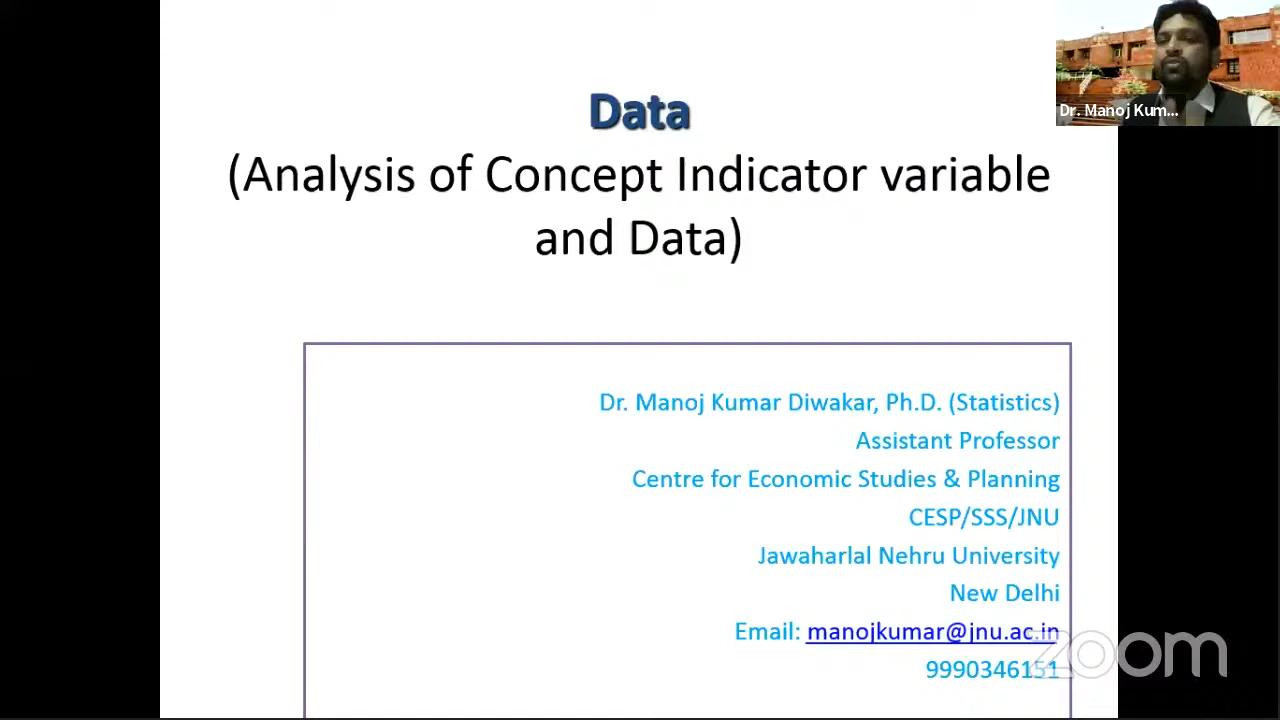 Data
(Analysis of Concept Indicator variable
and Data)
Dr. Manoj Kumar Diwakar, Ph.D. (Statistics)
Assistant Professor
Centre for Economic Studies & Planning
CESP/SSS/JNU
Jawaharlal Nehru University
New Delhi
Email: manojkumar@jnu.ac.in
9990346151
Dr. Manoj Kum...
zoom